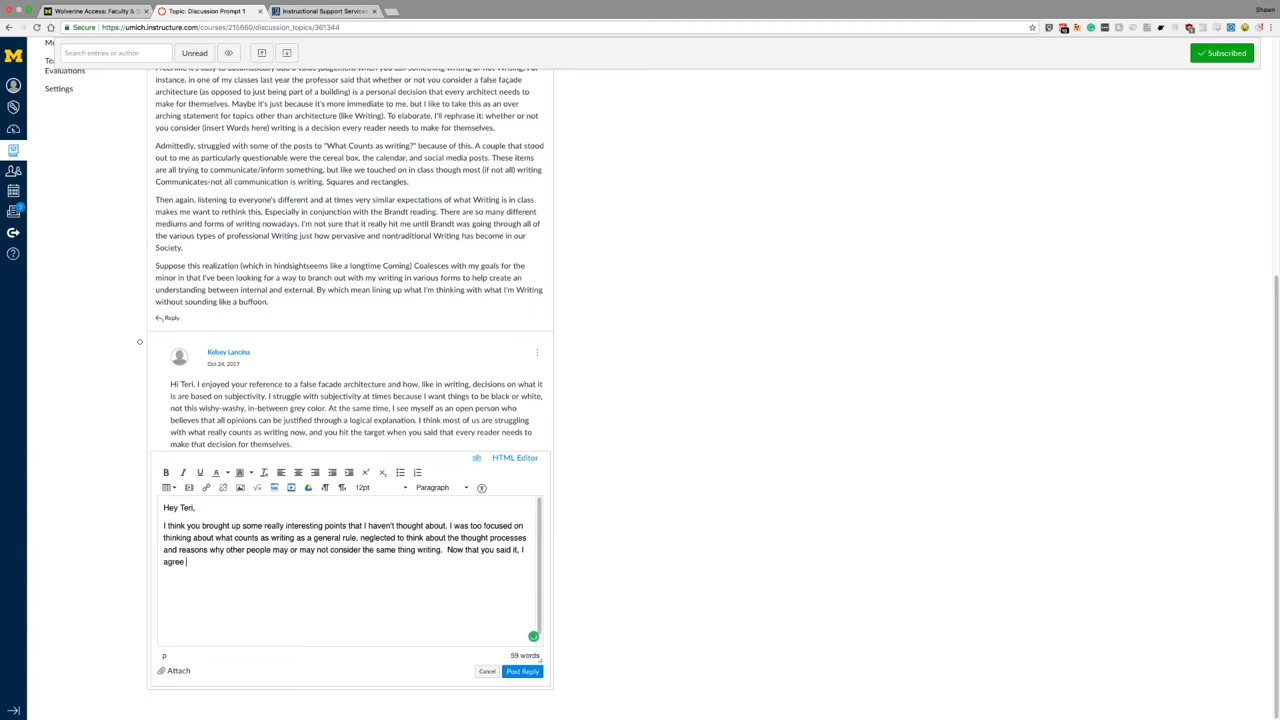 Wolverine Access: Faculty & S
Topic: Discussion Prompt 1
Instructional Support Services
Shawn
Secure
https://umich.instructure.com/courses/215660/discussion_topics/361344
Search entries or author
Unread
Subscribed
Evaluations
Settings
instance, in one of my classes last year the professor said that whether or not you consider a false façade
architecture (as opposed to just being part of a building) is a personal decision that every architect needs to
make for themselves. Maybe it's just because it's more immediate to me, but I like to take this as an over
arching statement for topics other than architecture (like Writing). To elaborate, I'll rephrase it: whether or not
you consider (insert Words here) writing is a decision every reader needs to make for themselves.
Admittedly, struggled with some of the posts to "What Counts as writing?" because of this. A couple that stood
out to me as particularly questionable were the cereal box, the calendar, and social media posts. These items
are all trying to communicate/inform something, but like we touched on in class though most (if not all) writing
Communicates-not all communication is writing. Squares and rectangles.
Then again, listening to everyone's different and at times very similar expectations of what Writing is in class
makes me want to rethink this. Especially in conjunction with the Brandt reading. There are so many different
mediums and forms of writing nowadays. I'm not sure that it really hit me until Brandt was going through all of
the various types of professional Writing just how pervasive and nontraditional Writing has become in our
Society.
Suppose this realization (which in hindsightseems like a longtime Coming) Coalesces with my goals for the
minor in that I've been looking for a way to branch out with my writing in various forms to help create an
understanding between internal and external. By which mean lining up what I'm thinking with what I'm Writing
without sounding like a buffoon.
Reply
Kelsey Lancina
Oct 24, 2017
Hi Teri. I enjoyed your reference to a false facade architecture and how, like in writing, decisions on what it
is are based on subjectivity. I struggle with subjectivity at times because I want things to be black or white,
not this wishy-washy, in-between grey color. At the same time, I see myself as an open person who
believes that all opinions can be justified through a logical explanation. I think most of us are struggling
with what really counts as writing now, and you hit the target when you said that every reader needs to
make that decision for themselves.
HTML Editor
12pt
Paragraph
Hey Teri,
I think you brought up some really interesting points that I haven't thought about. I was too focused on
thinking about what counts as writing as a general rule, neglected to think about the thought processes
and reasons why other people may or may not consider the same thing writing. Now that you said it, I
agree
p
59 words
Attach
Cancel
Post Reply